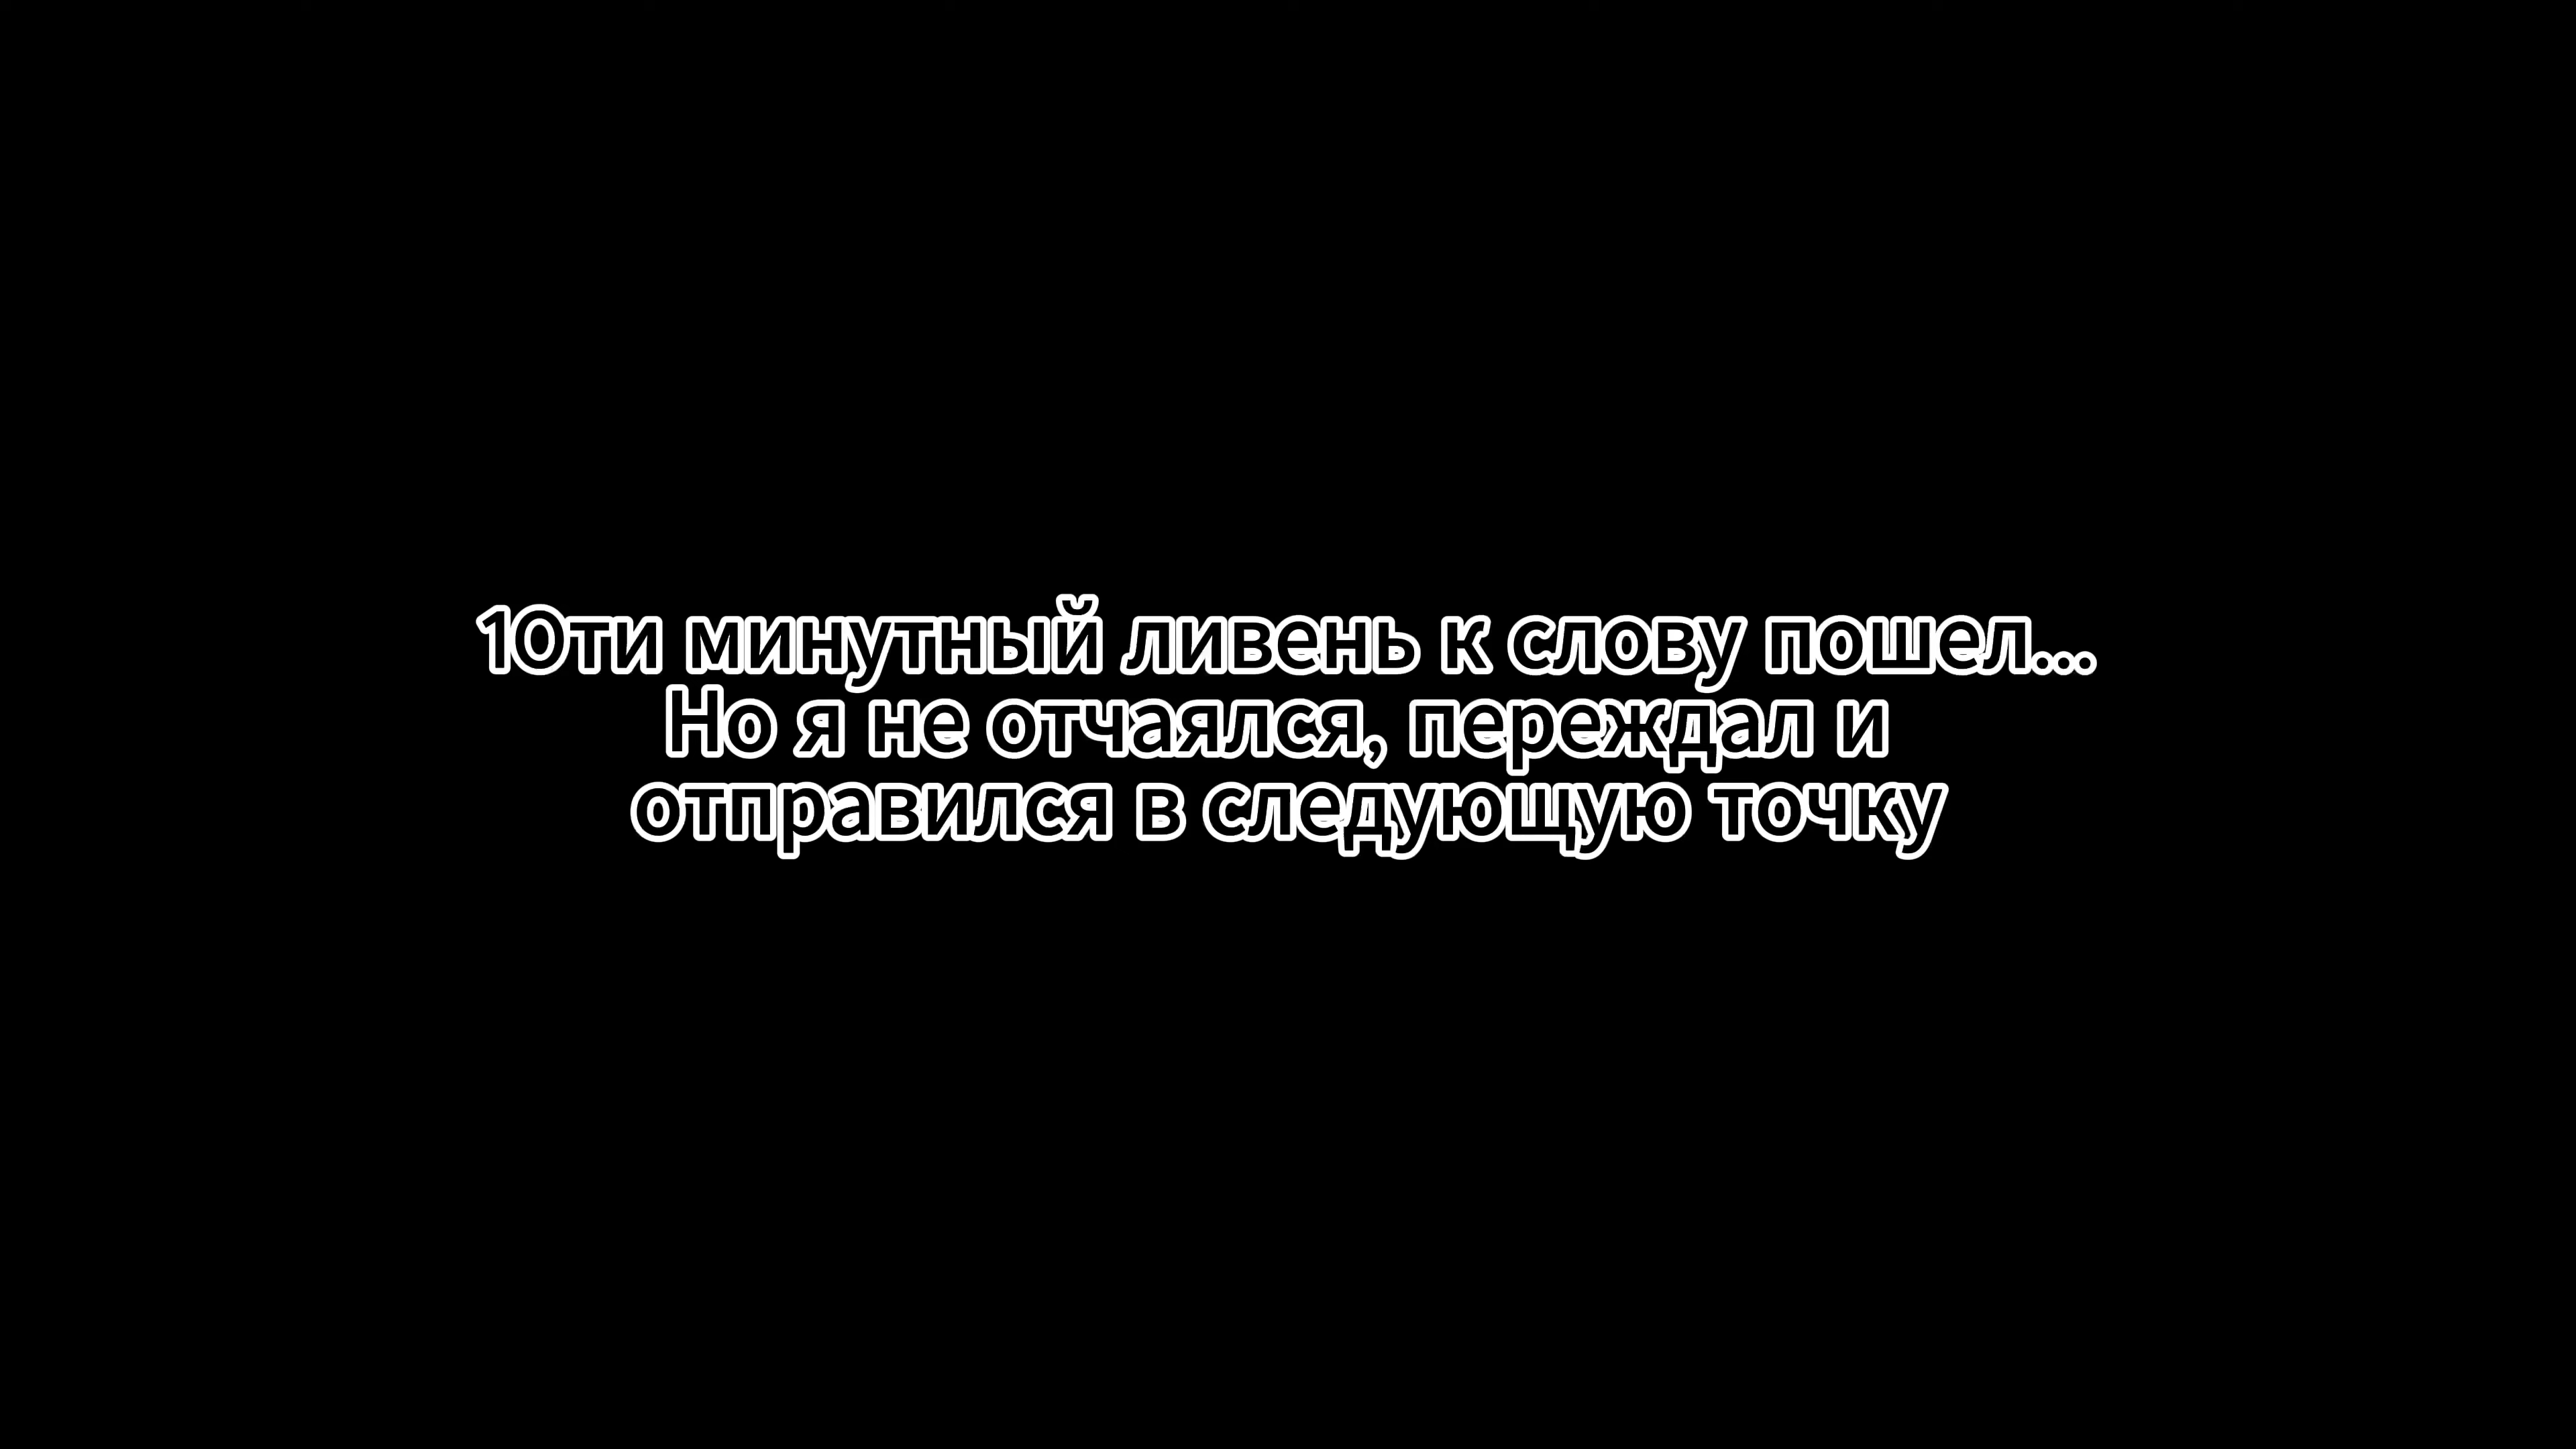 10ти минутный ливень к слову пошел...
Но я не отчаялся, переждал и
отправился в следующую точку